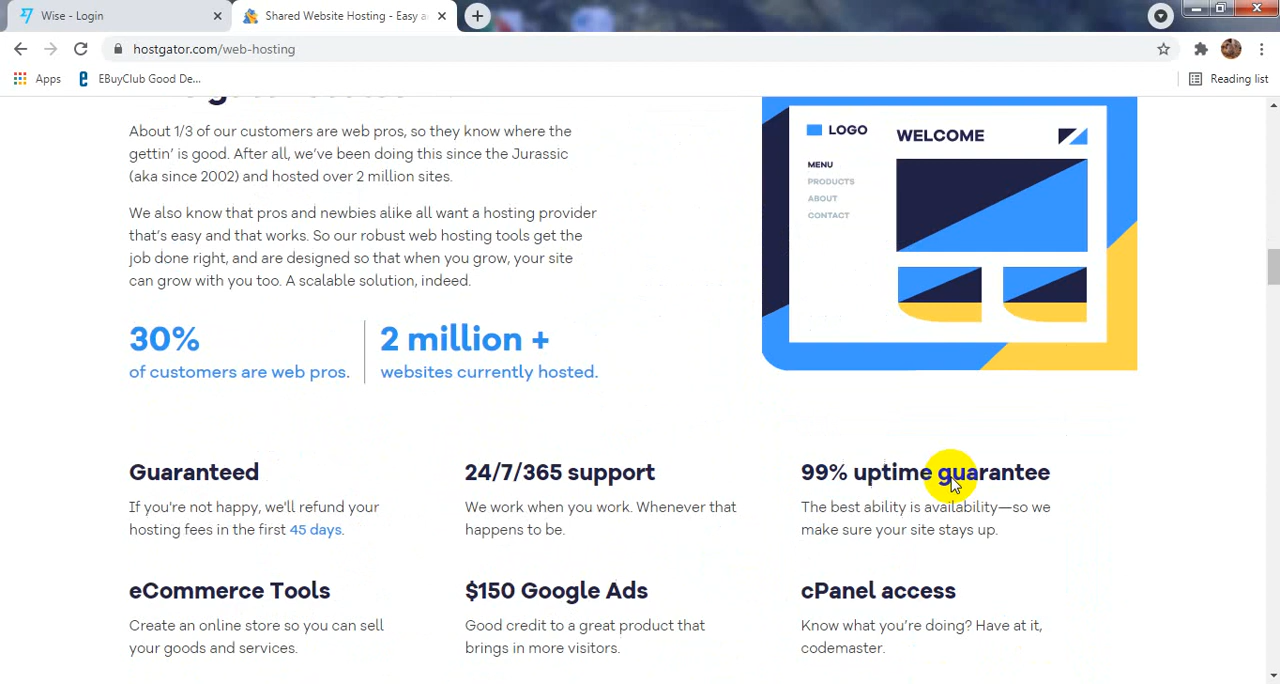 Wise - Login
Shared Website Hosting - Easy a
hostgator.com/web-hosting
Apps
EBuyClub Good De...
Reading list
About 1/3 of our customers are web pros, so they know where the
gettin' is good. After all, we've been doing this since the Jurassic
(aka since 2002) and hosted over 2 million sites.
We also know that pros and newbies alike all want a hosting provider
that's easy and that works. So our robust web hosting tools get the
job done right, and are designed so that when you grow, your site
can grow with you too. A scalable solution, indeed.
30%
of customers are web pros.
2 million +
websites currently hosted.
LOGO
WELCOME
MENU
PRODUCTS
ABOUT
CONTACT
Guaranteed
If you're not happy, we'll refund your
hosting fees in the first 45 days.
24/7/365 support
We work when you work. Whenever that
happens to be.
99% uptime guarantee
The best ability is availability—so we
make sure your site stays up.
eCommerce Tools
Create an online store so you can sell
your goods and services.
$150 Google Ads
Good credit to a great product that
brings in more visitors.
cPanel access
Know what you're doing? Have at it,
codemaster.